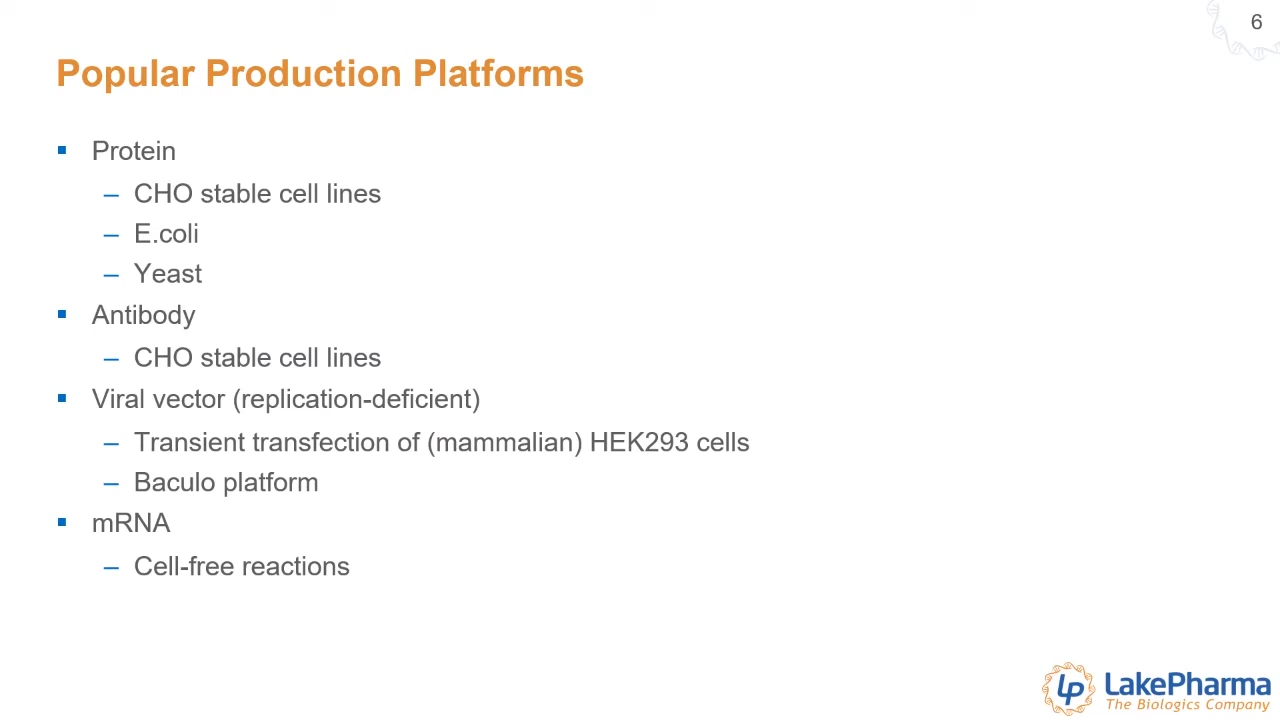 6
Popular Production Platforms
▪ Protein
– CHO stable cell lines
– E.coli
– Yeast
▪ Antibody
– CHO stable cell lines
▪ Viral vector (replication-deficient)
– Transient transfection of (mammalian) HEK293 cells
– Baculo platform
▪ mRNA
– Cell-free reactions
LP LakePharma
The Biologics Company